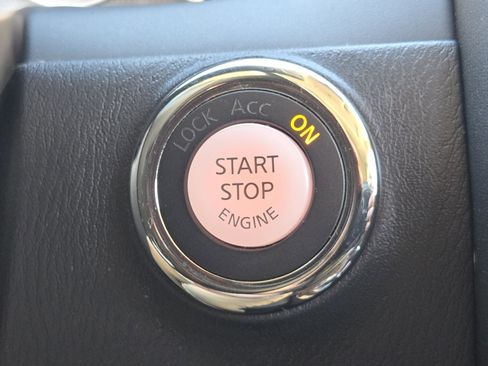 LOCK Acc ON
START
STOP
ENGINE